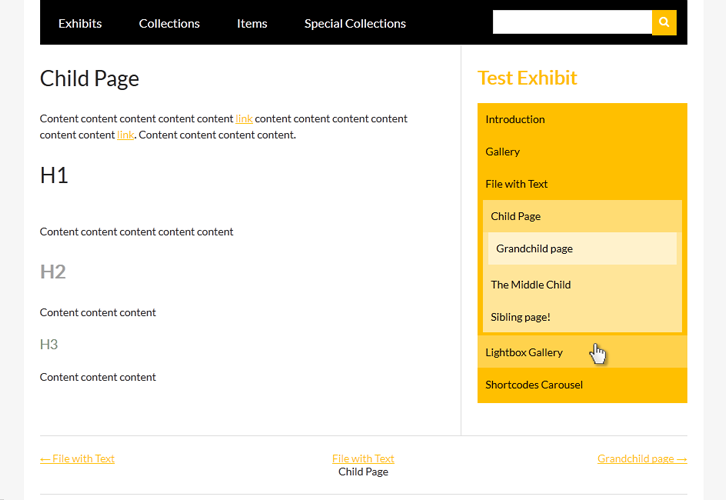 Exhibits Collections Items Special Collections
Child Page
Content content content content content link content content content content
content content link. Content content content content.
H1
Content content content content content
H2
Content content content
H3
Content content content
Test Exhibit
Introduction
Gallery
File with Text
Child Page
Grandchild page
The Middle Child
Sibling page!
Lightbox Gallery
Shortcodes Carousel
← File with Text
File with Text
Child Page
Grandchild page →